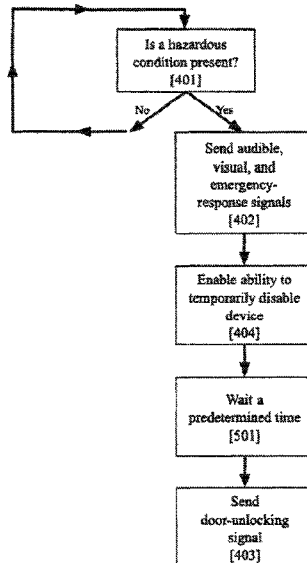 Is a hazardous
condition present?
[401]
No
Yes
Send audible,
visual, and
emergency-
response signals
[402]
Enable ability to
temporarily disable
device
[404]
Wait a
predetermined time
[501]
Send
door-unlocking
signal
[403]